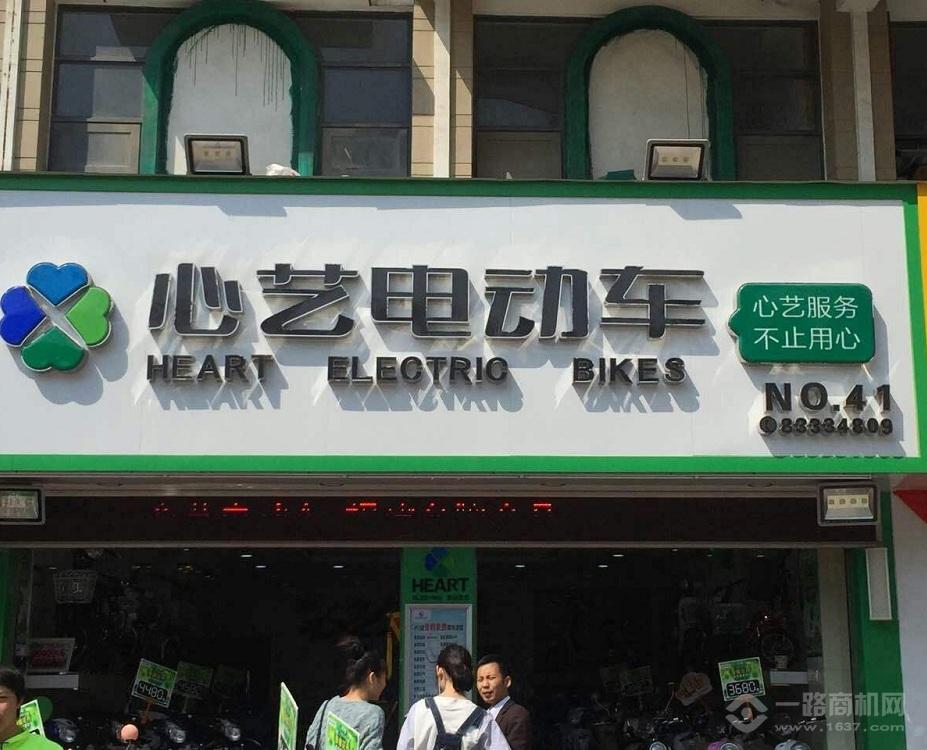 心艺电动车
HEART ELECTRIC BIKES
心艺服务
不止用心
NO.41
83334809
HEART
4480
3680
一路商机网
www.1637.com